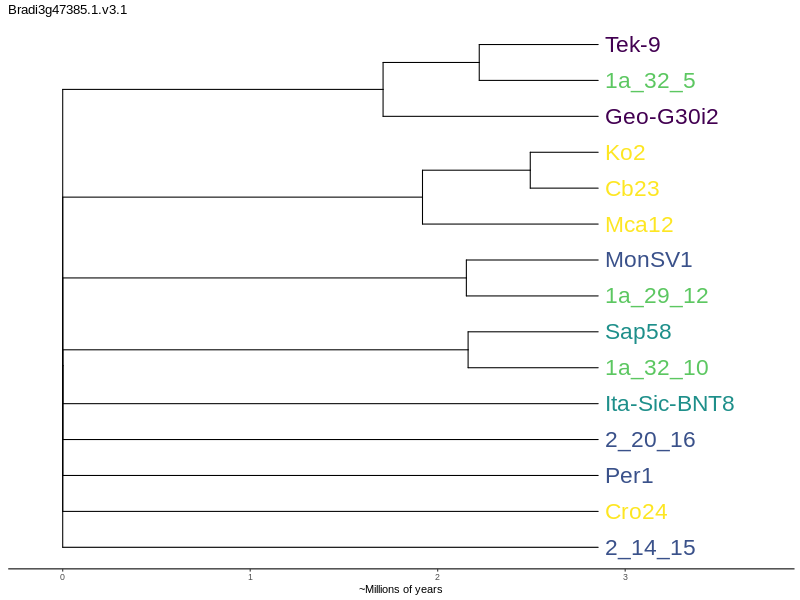 Bradi3g47385.1.v3.1
Tek-9
1a_32_5
Geo-G30i2
Ko2
Cb23
Mca12
MonSV1
1a_29_12
Sap58
1a_32_10
Ita-Sic-BNT8
2_20_16
Per1
Cro24
2_14_15
0 1 2 3
~Millions of years